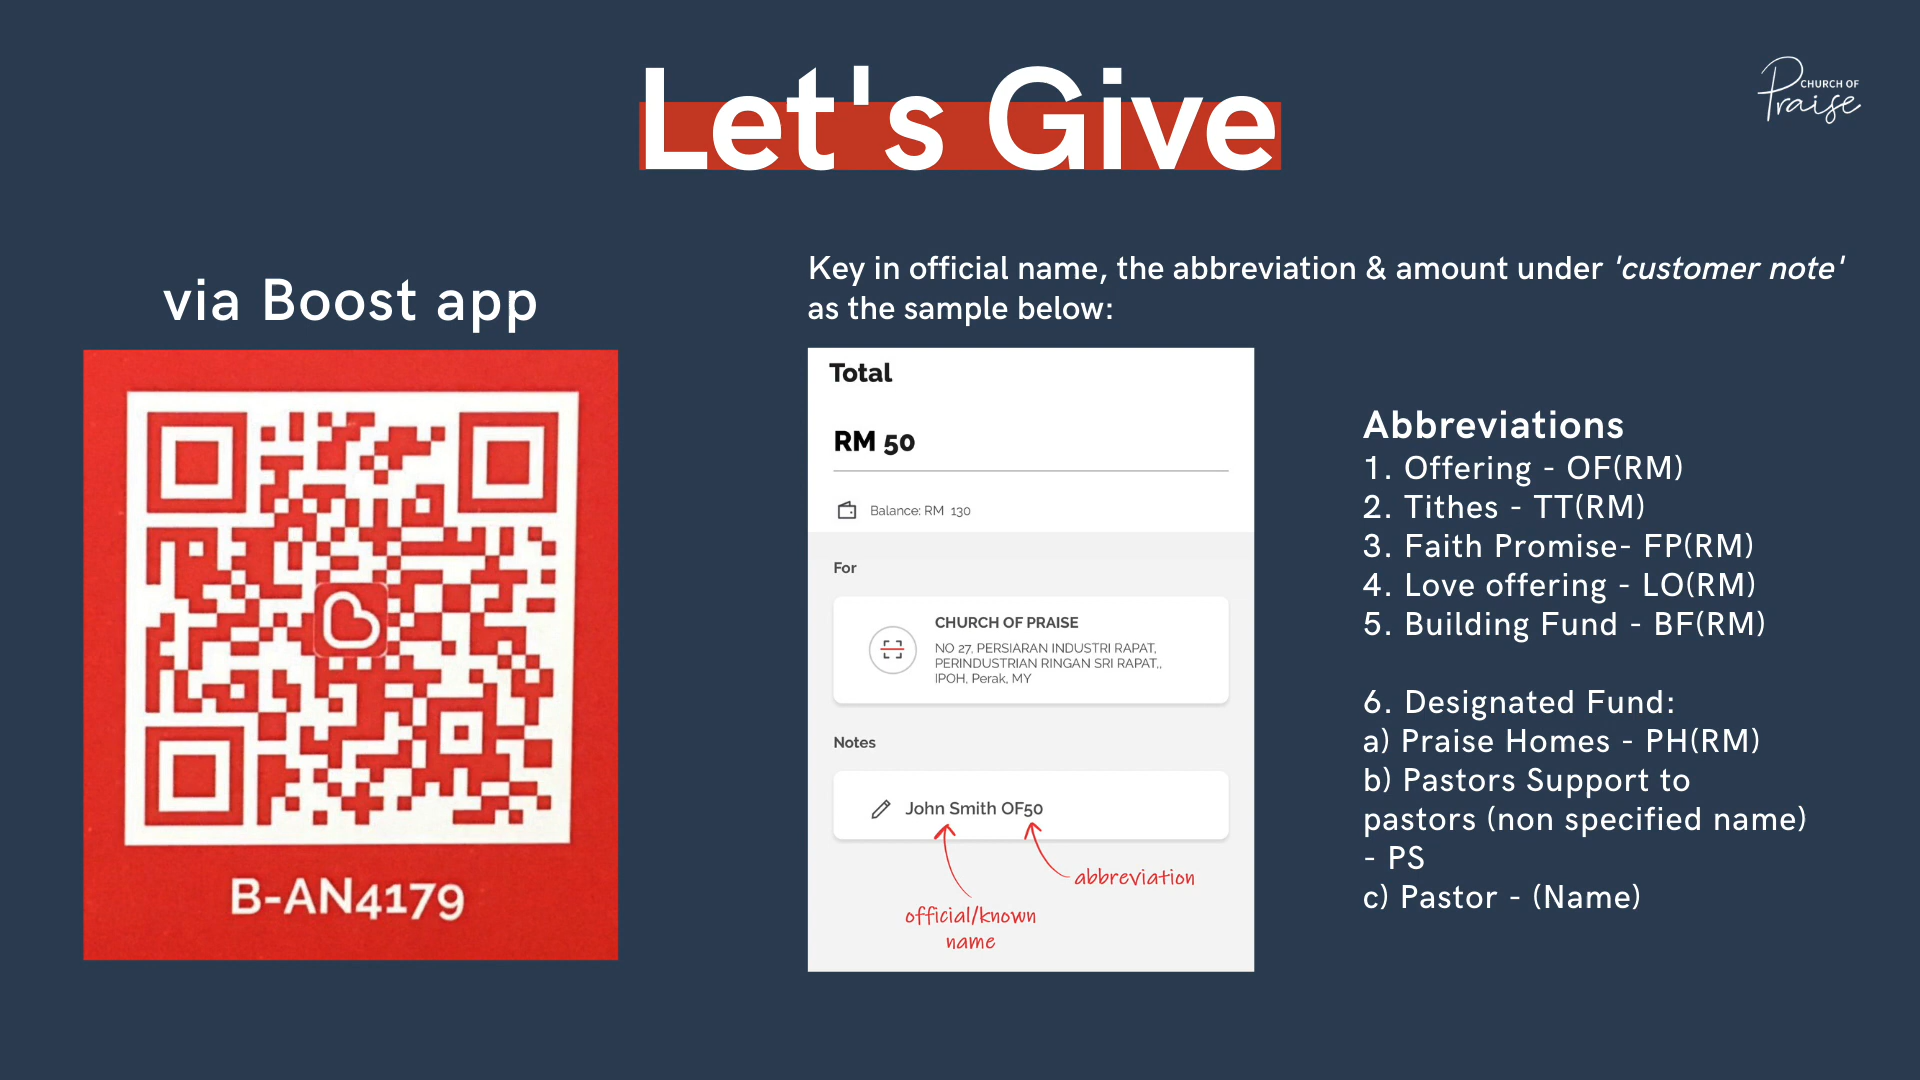 Let's Give
CHURCH OF
Praise
via Boost app
B-AN4179
Key in official name, the abbreviation & amount under 'customer note'
as the sample below:
Total
RM 50
Balance: RM 130
For
CHURCH OF PRAISE
NO 27, PERSIARAN INDUSTRI RAPAT,
PERINDUSTRIAN RINGAN SRI RAPAT,,
IPOH, Perak, MY
Notes
John Smith OF50
abbreviation
official/known
name
Abbreviations
1. Offering - OF(RM)
2. Tithes - TT(RM)
3. Faith Promise- FP(RM)
4. Love offering - LO(RM)
5. Building Fund - BF(RM)
6. Designated Fund:
a) Praise Homes - PH(RM)
b) Pastors Support to
pastors (non specified name)
- PS
c) Pastor - (Name)